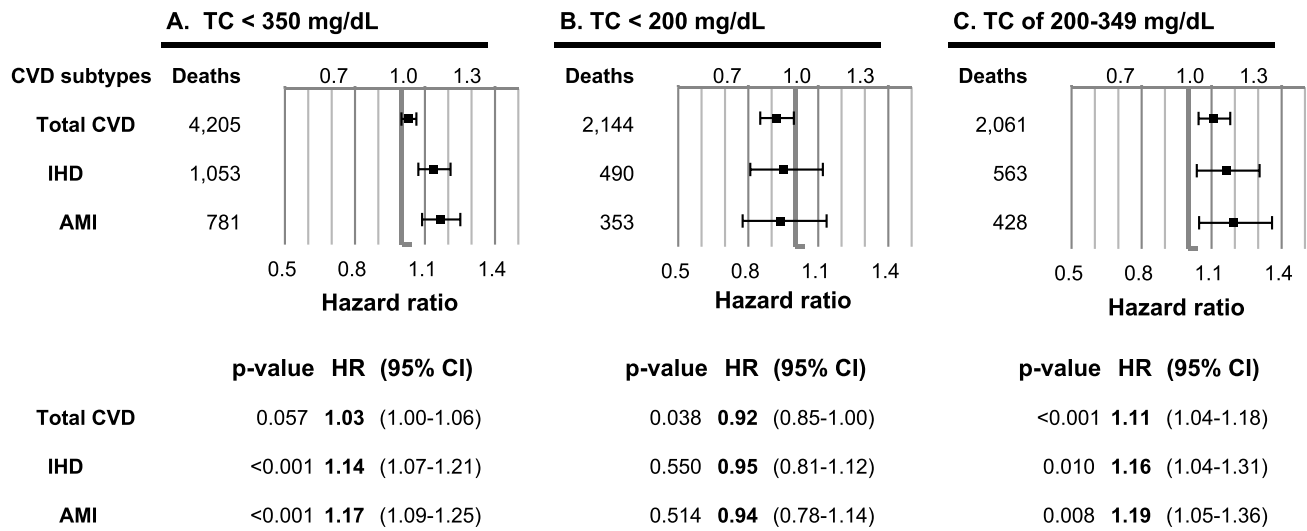 A. TC < 350 mg/dL B. TC < 200 mg/dL C. TC of 200-349 mg/dL
CVD subtypes Deaths 0.7 1.0 1.3 Deaths 0.7 1.0 1.3 Deaths 0.7 1.0 1.3
Total CVD 4,205 2,144 2,061
IHD 1,053 490 563
AMI 781 353 428
0.5 0.8 1.1 1.4 0.5 0.8 1.1 1.4 0.5 0.8 1.1 1.4
Hazard ratio Hazard ratio Hazard ratio
p-value HR (95% CI) p-value HR (95% CI) p-value HR (95% CI)
Total CVD 0.057 1.03 (1.00-1.06) 0.038 0.92 (0.85-1.00) <0.001 1.11 (1.04-1.18)
IHD <0.001 1.14 (1.07-1.21) 0.550 0.95 (0.81-1.12) 0.010 1.16 (1.04-1.31)
AMI <0.001 1.17 (1.09-1.25) 0.514 0.94 (0.78-1.14) 0.008 1.19 (1.05-1.36)